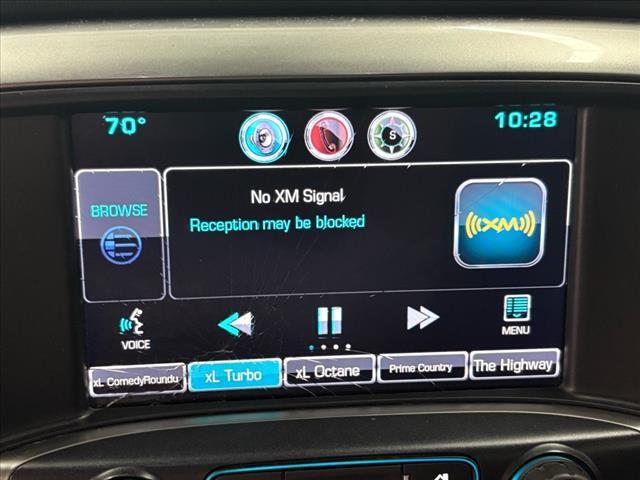 70°
S
10:28
BROWSE
No XM Signal
Reception may be blocked
((XM))
VOICE
MENU
xL ComedyRoundu
xL Turbo
xL Octane
Prime Country
The Highway